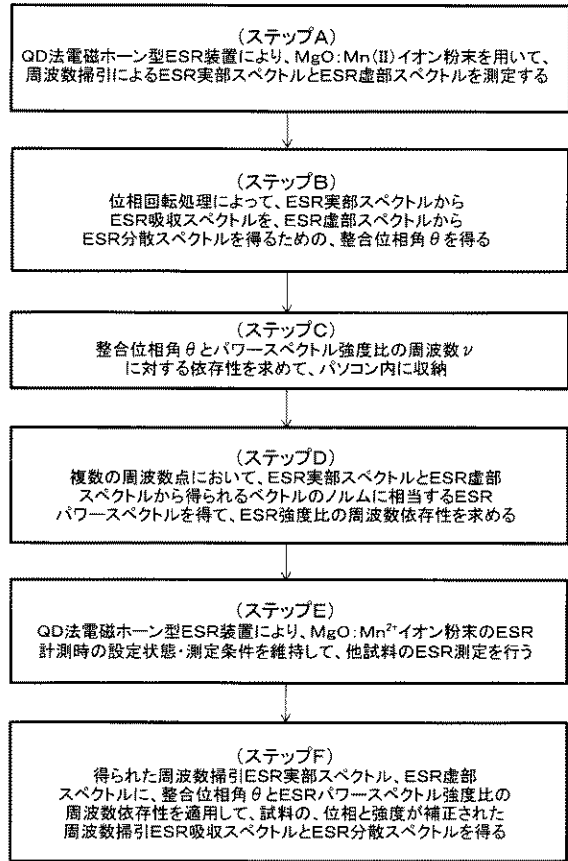 (ステップA)
QD法電磁ホーン型ESR装置により、MgO:Mn(II)イオン粉末を用いて、
周波数掃引によるESR実部スペクトルとESR虚部スペクトルを測定する
(ステップB)
位相回転処理によって、ESR実部スペクトルから
ESR吸収スペクトルを、ESR虚部スペクトルから
ESR分散スペクトルを得るための、整合位相角θを得る
(ステップC)
整合位相角θとパワースペクトル強度比の周波数ν
に対する依存性を求めて、パソコン内に収納
(ステップD)
複数の周波数点において、ESR実部スペクトルとESR虚部
スペクトルから得られるベクトルのノルムに相当するESR
パワースペクトルを得て、ESR強度比の周波数依存性を求める
(ステップE)
QD法電磁ホーン型ESR装置により、MgO:Mn²⁺イオン粉末のESR
計測時の設定状態・測定条件を維持して、他試料のESR測定を行う
(ステップF)
得られた周波数掃引ESR実部スペクトル、ESR虚部
スペクトルに、整合位相角θとESRパワースペクトル強度比の
周波数依存性を適用して、試料の、位相と強度が補正された
周波数掃引ESR吸収スペクトルとESR分散スペクトルを得る